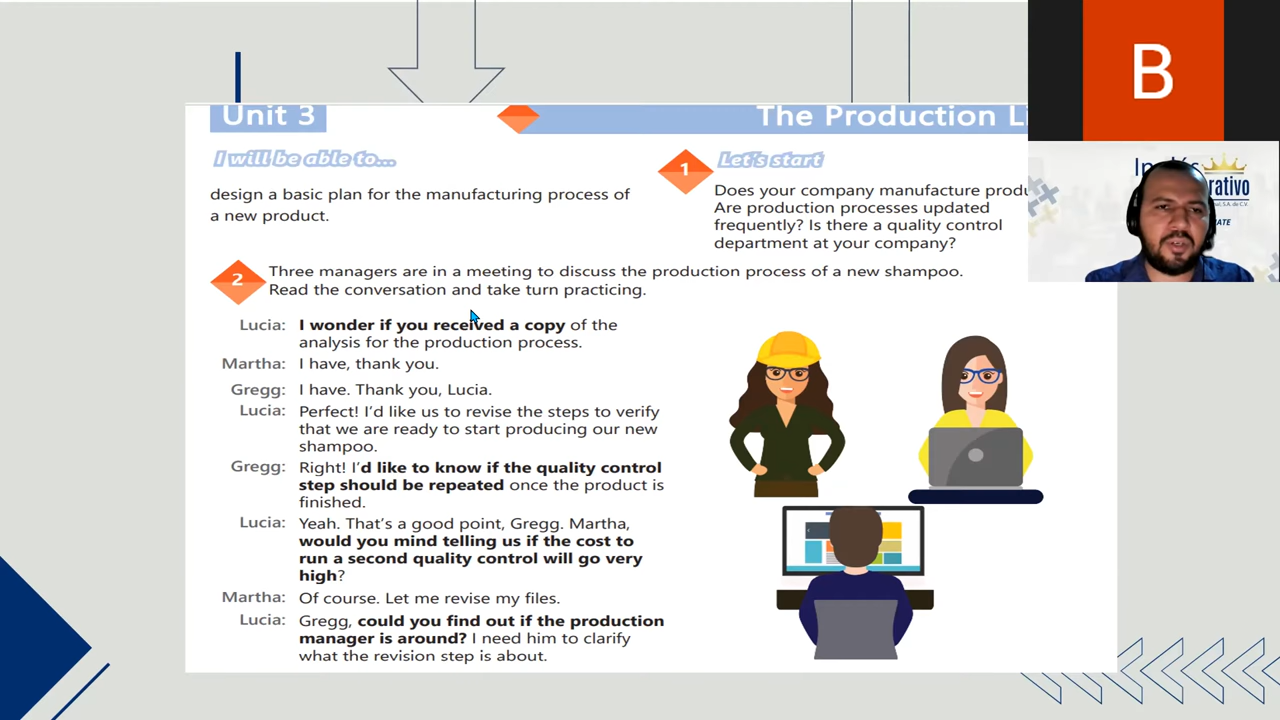 Unit 3
The Production Li
I will be able to...
design a basic plan for the manufacturing process of
a new product.
1
Let's start
Does your company manufacture produ
Are production processes updated
frequently? Is there a quality control
department at your company?
2
Three managers are in a meeting to discuss the production process of a new shampoo.
Read the conversation and take turn practicing.
Lucia: I wonder if you received a copy of the
analysis for the production process.
Martha: I have, thank you.
Gregg: I have. Thank you, Lucia.
Lucia: Perfect! I'd like us to revise the steps to verify
that we are ready to start producing our new
shampoo.
Gregg: Right! I'd like to know if the quality control
step should be repeated once the product is
finished.
Lucia: Yeah. That's a good point, Gregg. Martha,
would you mind telling us if the cost to
run a second quality control will go very
high?
Martha: Of course. Let me revise my files.
Lucia: Gregg, could you find out if the production
manager is around? I need him to clarify
what the revision step is about.
B